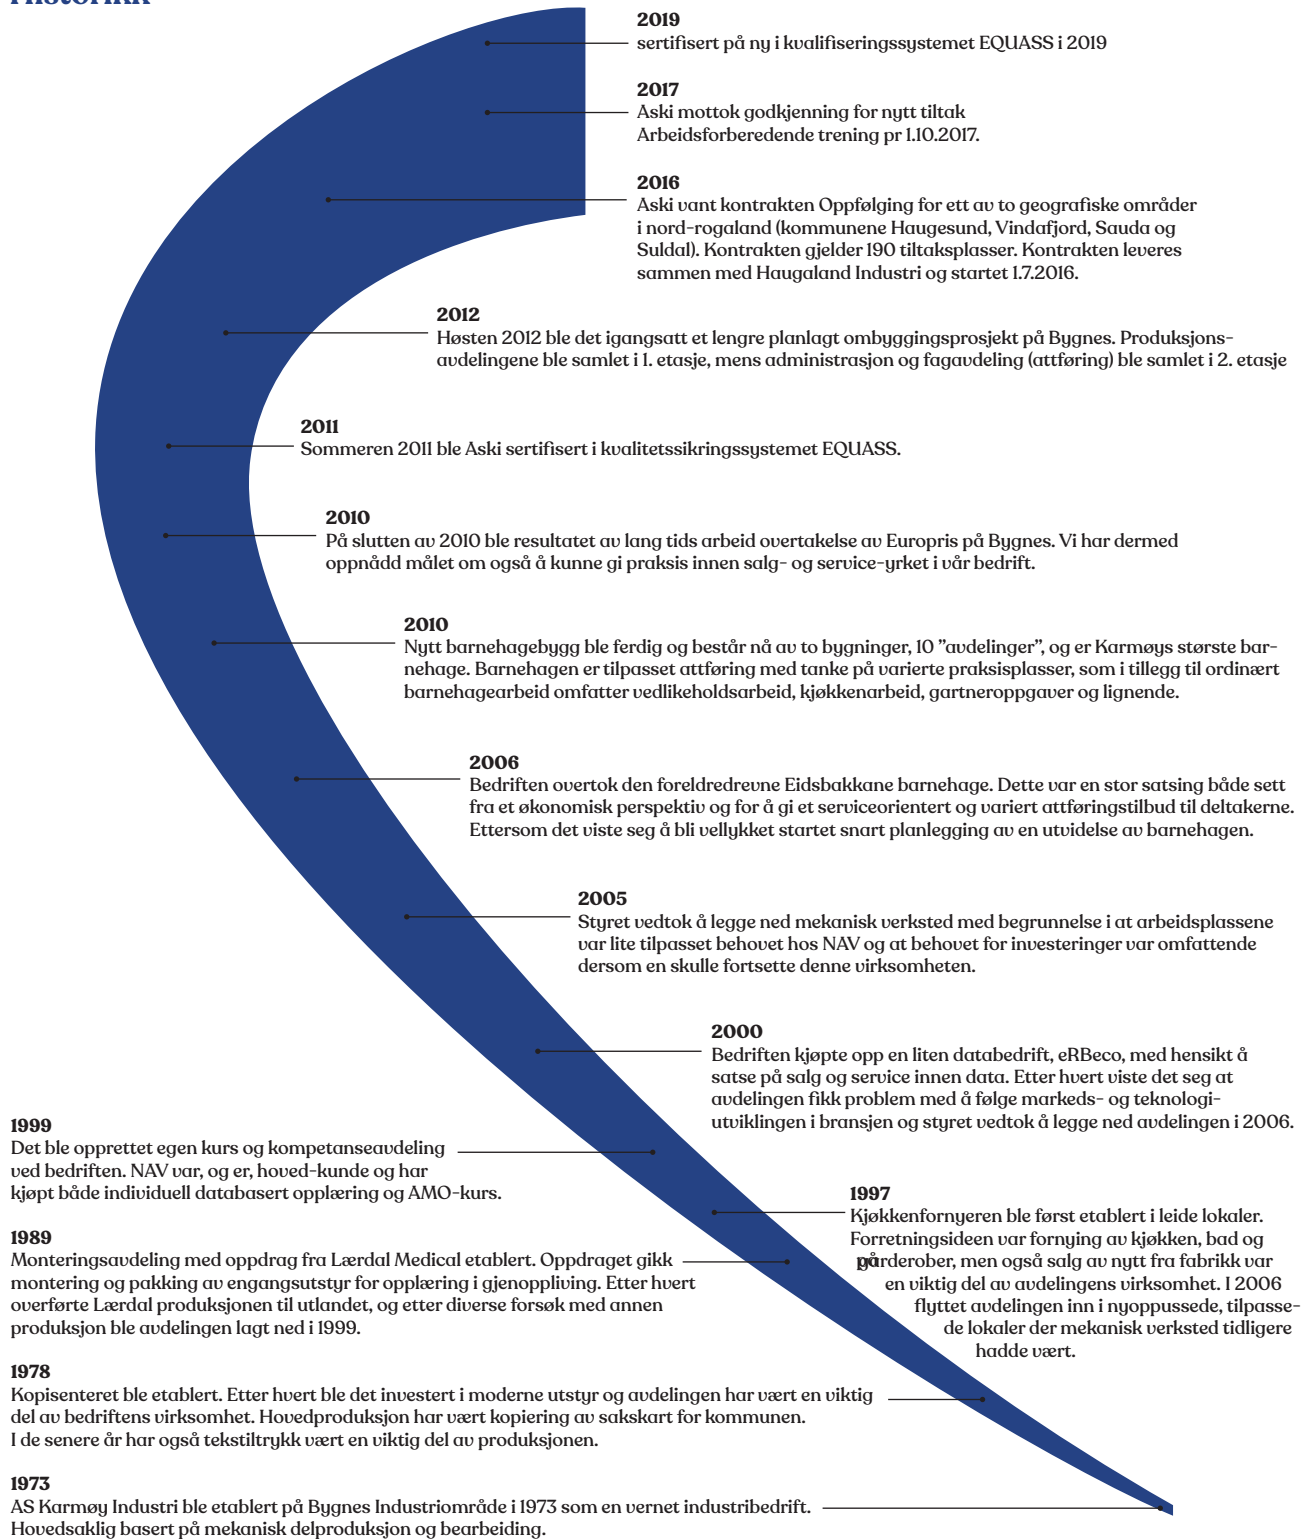 Historikk
2019
sertifisert på ny i kvalifiseringssystemet EQUASS i 2019
2017
Aski mottok godkjenning for nytt tiltak
Arbeidsforberedende trening pr 1.10.2017.
2016
Aski vant kontrakten Oppfølging for ett av to geografiske områder
i nord-rogaland (kommunene Haugesund, Vindafjord, Sauda og
Suldal). Kontrakten gjelder 190 tiltaksplasser. Kontrakten leveres
sammen med Haugaland Industri og startet 1.7.2016.
2012
Høsten 2012 ble det igangsatt et lengre planlagt ombyggingsprosjekt på Bygnes. Produksjons-
avdelingene ble samlet i 1. etasje, mens administrasjon og fagavdeling (attføring) ble samlet i 2. etasje
2011
Sommeren 2011 ble Aski sertifisert i kvalitetssikringssystemet EQUASS.
2010
På slutten av 2010 ble resultatet av lang tids arbeid overtakelse av Europris på Bygnes. Vi har dermed
oppnådd målet om også å kunne gi praksis innen salg- og service-yrket i vår bedrift.
2010
Nytt barnehagebygg ble ferdig og består nå av to bygninger, 10 ”avdelinger”, og er Karmøys største bar-
nehage. Barnehagen er tilpasset attføring med tanke på varierte praksisplasser, som i tillegg til ordinært
barnehagearbeid omfatter vedlikeholdsarbeid, kjøkkenarbeid, gartneroppgaver og lignende.
2006
Bedriften overtok den foreldredrevne Eidsbakkane barnehage. Dette var en stor satsing både sett
fra et økonomisk perspektiv og for å gi et serviceorientert og variert attføringstilbud til deltakerne.
Ettersom det viste seg å bli vellykket startet snart planlegging av en utvidelse av barnehagen.
2005
Styret vedtok å legge ned mekanisk verksted med begrunnelse i at arbeidsplassene
var lite tilpasset behovet hos NAV og at behovet for investeringer var omfattende
dersom en skulle fortsette denne virksomheten.
2000
Bedriften kjøpte opp en liten databedrift, eRBeco, med hensikt å
satse på salg og service innen data. Etter hvert viste det seg at
avdelingen fikk problem med å følge markeds- og teknologi-
utviklingen i bransjen og styret vedtok å legge ned avdelingen i 2006.
1999
Det ble opprettet egen kurs og kompetanseavdeling
ved bedriften. NAV var, og er, hoved-kunde og har
kjøpt både individuell databasert opplæring og AMO-kurs.
1997
Kjøkkenfornyeren ble først etablert i leide lokaler.
Forretningsideen var fornying av kjøkken, bad og
på garderober, men også salg av nytt fra fabrikk var
en viktig del av avdelingens virksomhet. I 2006
flyttet avdelingen inn i nyoppussede, tilpasse-
de lokaler der mekanisk verksted tidligere
hadde vært.
1989
Monteringsavdeling med oppdrag fra Lærdal Medical etablert. Oppdraget gikk
montering og pakking av engangsutstyr for opplæring i gjenoppliving. Etter hvert
overførte Lærdal produksjonen til utlandet, og etter diverse forsøk med annen
produksjon ble avdelingen lagt ned i 1999.
1978
Kopisenteret ble etablert. Etter hvert ble det investert i moderne utstyr og avdelingen har vært en viktig
del av bedriftens virksomhet. Hovedproduksjon har vært kopiering av sakskart for kommunen.
I de senere år har også tekstiltrykk vært en viktig del av produksjonen.
1973
AS Karmøy Industri ble etablert på Bygnes Industriområde i 1973 som en vernet industribedrift.
Hovedsaklig basert på mekanisk delproduksjon og bearbeiding.